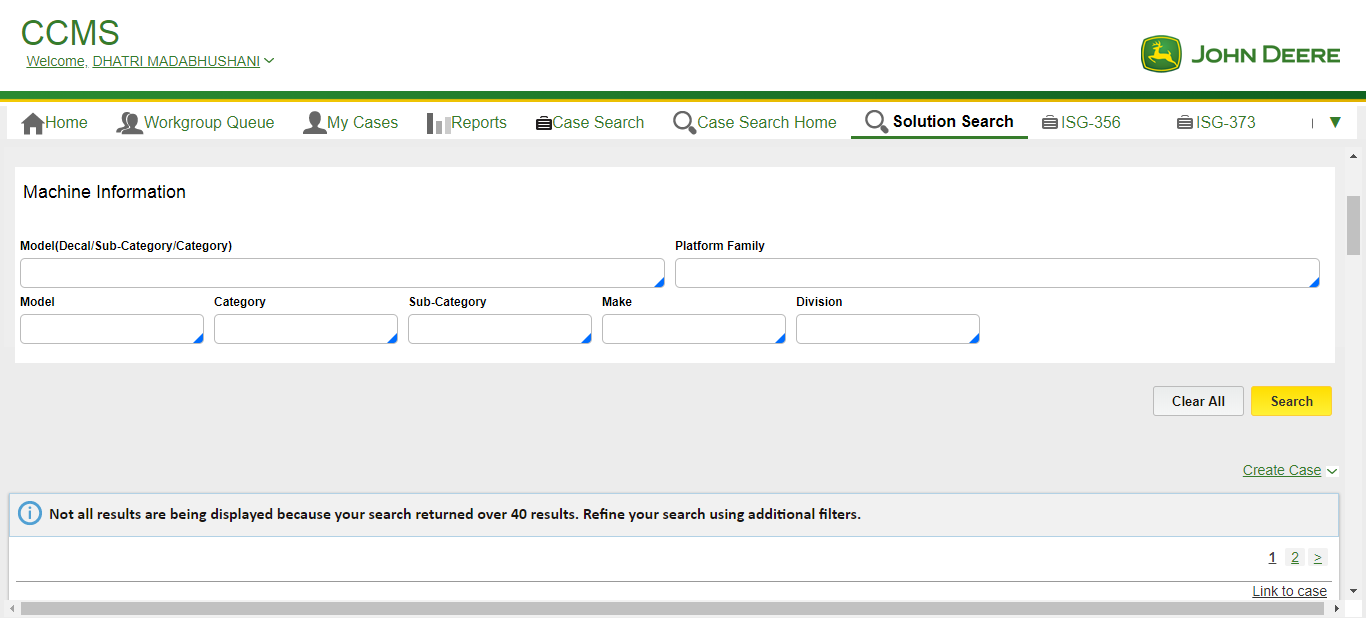 CCMS
Welcome, DHATRI MADABHUSHANI
JOHN DEERE
Home Workgroup Queue My Cases Reports Case Search Case Search Home Solution Search ISG-356 ISG-373
Machine Information
Model(Decal/Sub-Category/Category) Platform Family
Model Category Sub-Category Make Division
Clear All Search
Create Case
Not all results are being displayed because your search returned over 40 results. Refine your search using additional filters.
1 2 >
Link to case